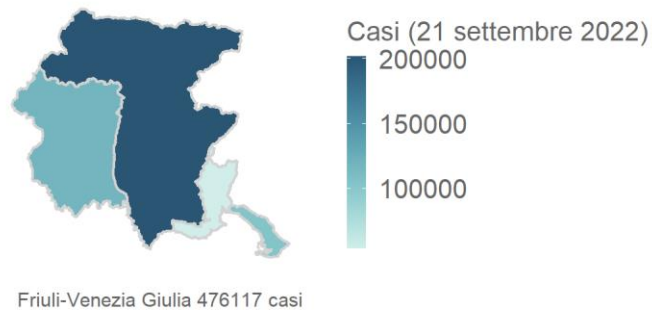 Casi (21 settembre 2022)
200000
150000
100000
Friuli-Venezia Giulia 476117 casi